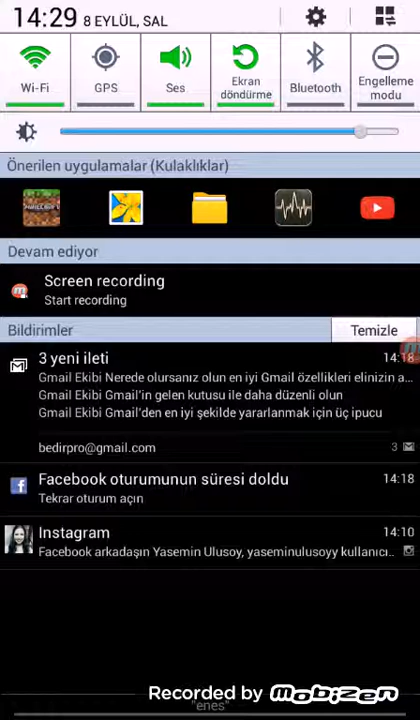 14:29 8 EYLÜL, SAL
Wi-Fi
GPS
Ses
Ekran
döndürme
Bluetooth
Engelleme
modu
Önerilen uygulamalar (Kulaklıklar)
Devam ediyor
Screen recording
Start recording
Bildirimler
Temizle
3 yeni ileti 14:18
Gmail Ekibi Nerede olursanız olun en iyi Gmail özellikleri elinizin a...
Gmail Ekibi Gmail'in gelen kutusu ile daha düzenli olun
Gmail Ekibi Gmail'den en iyi şekilde yararlanmak için üç ipucu
bedirpro@gmail.com 3
Facebook oturumunun süresi doldu 14:18
Tekrar oturum açın
Instagram 14:10
Facebook arkadaşın Yasemin Ulusoy, yaseminulusoyy kullanıcı...
Recorded by mobizen
"enes"